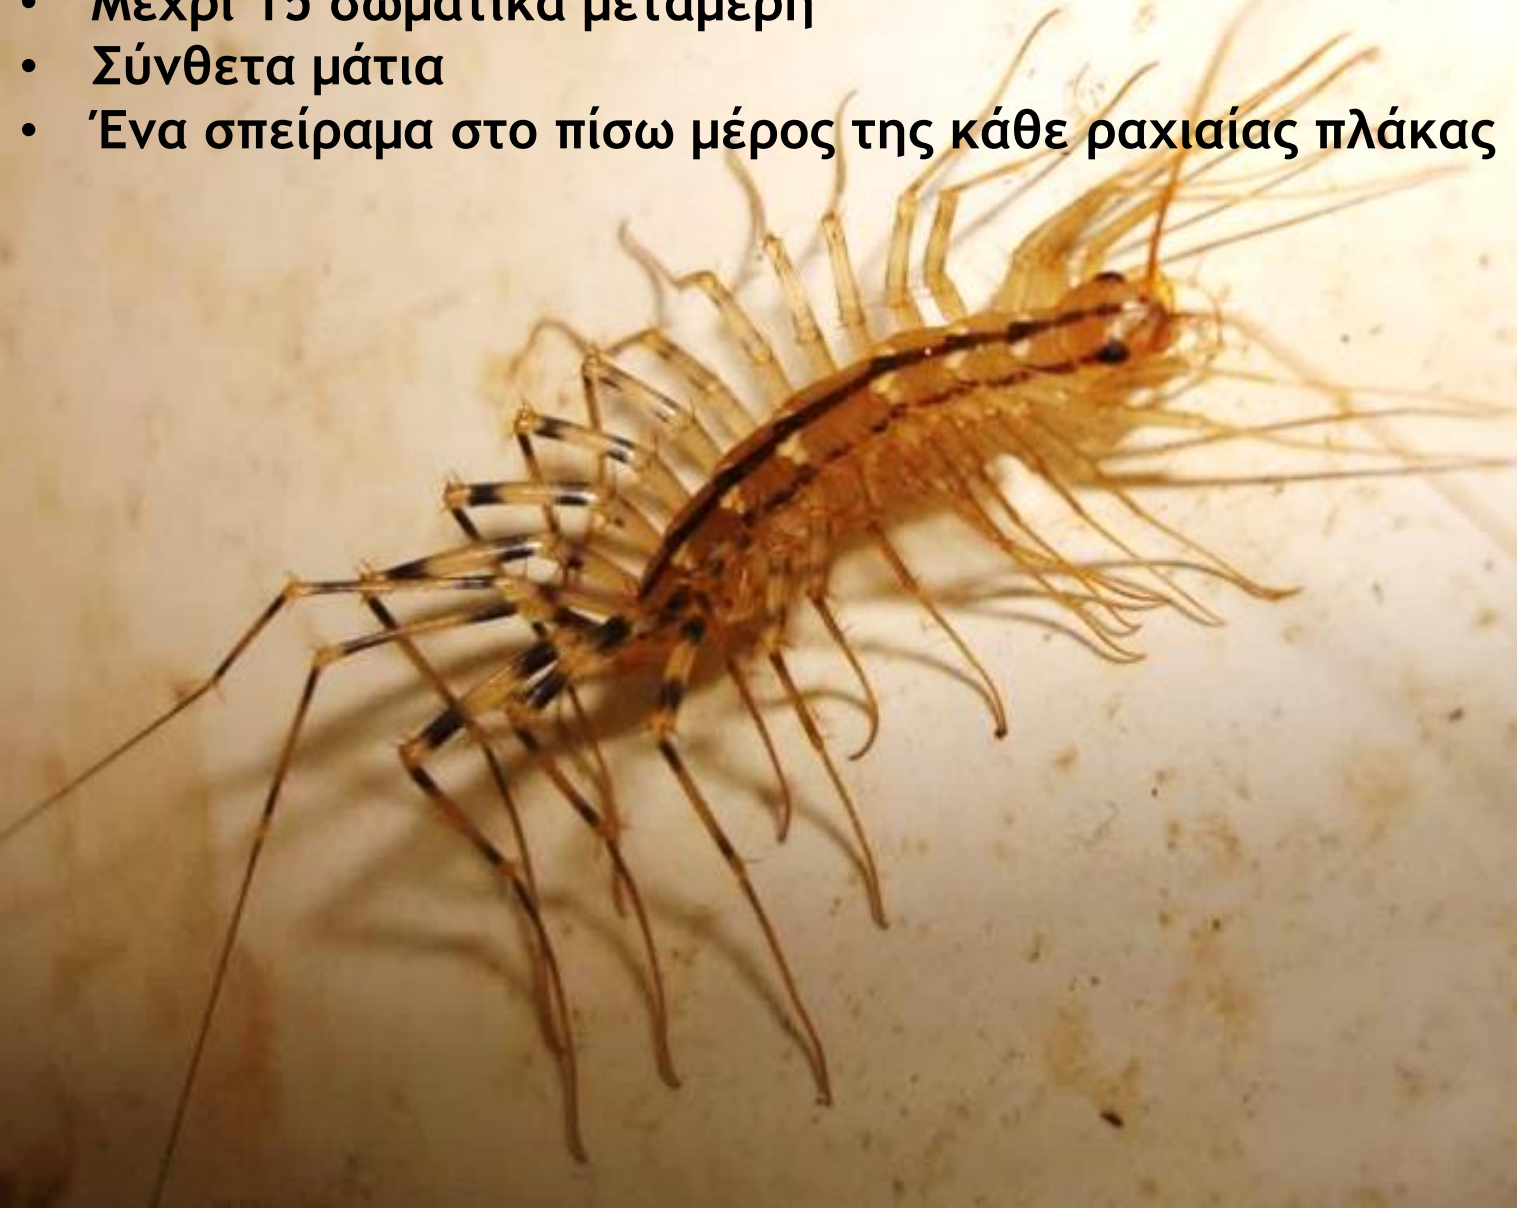 • Μέχρι 15 σωματικά μεταμερή
• Σύνθετα μάτια
• Ένα σπείραμα στο πίσω μέρος της κάθε ραχιαίας πλάκας